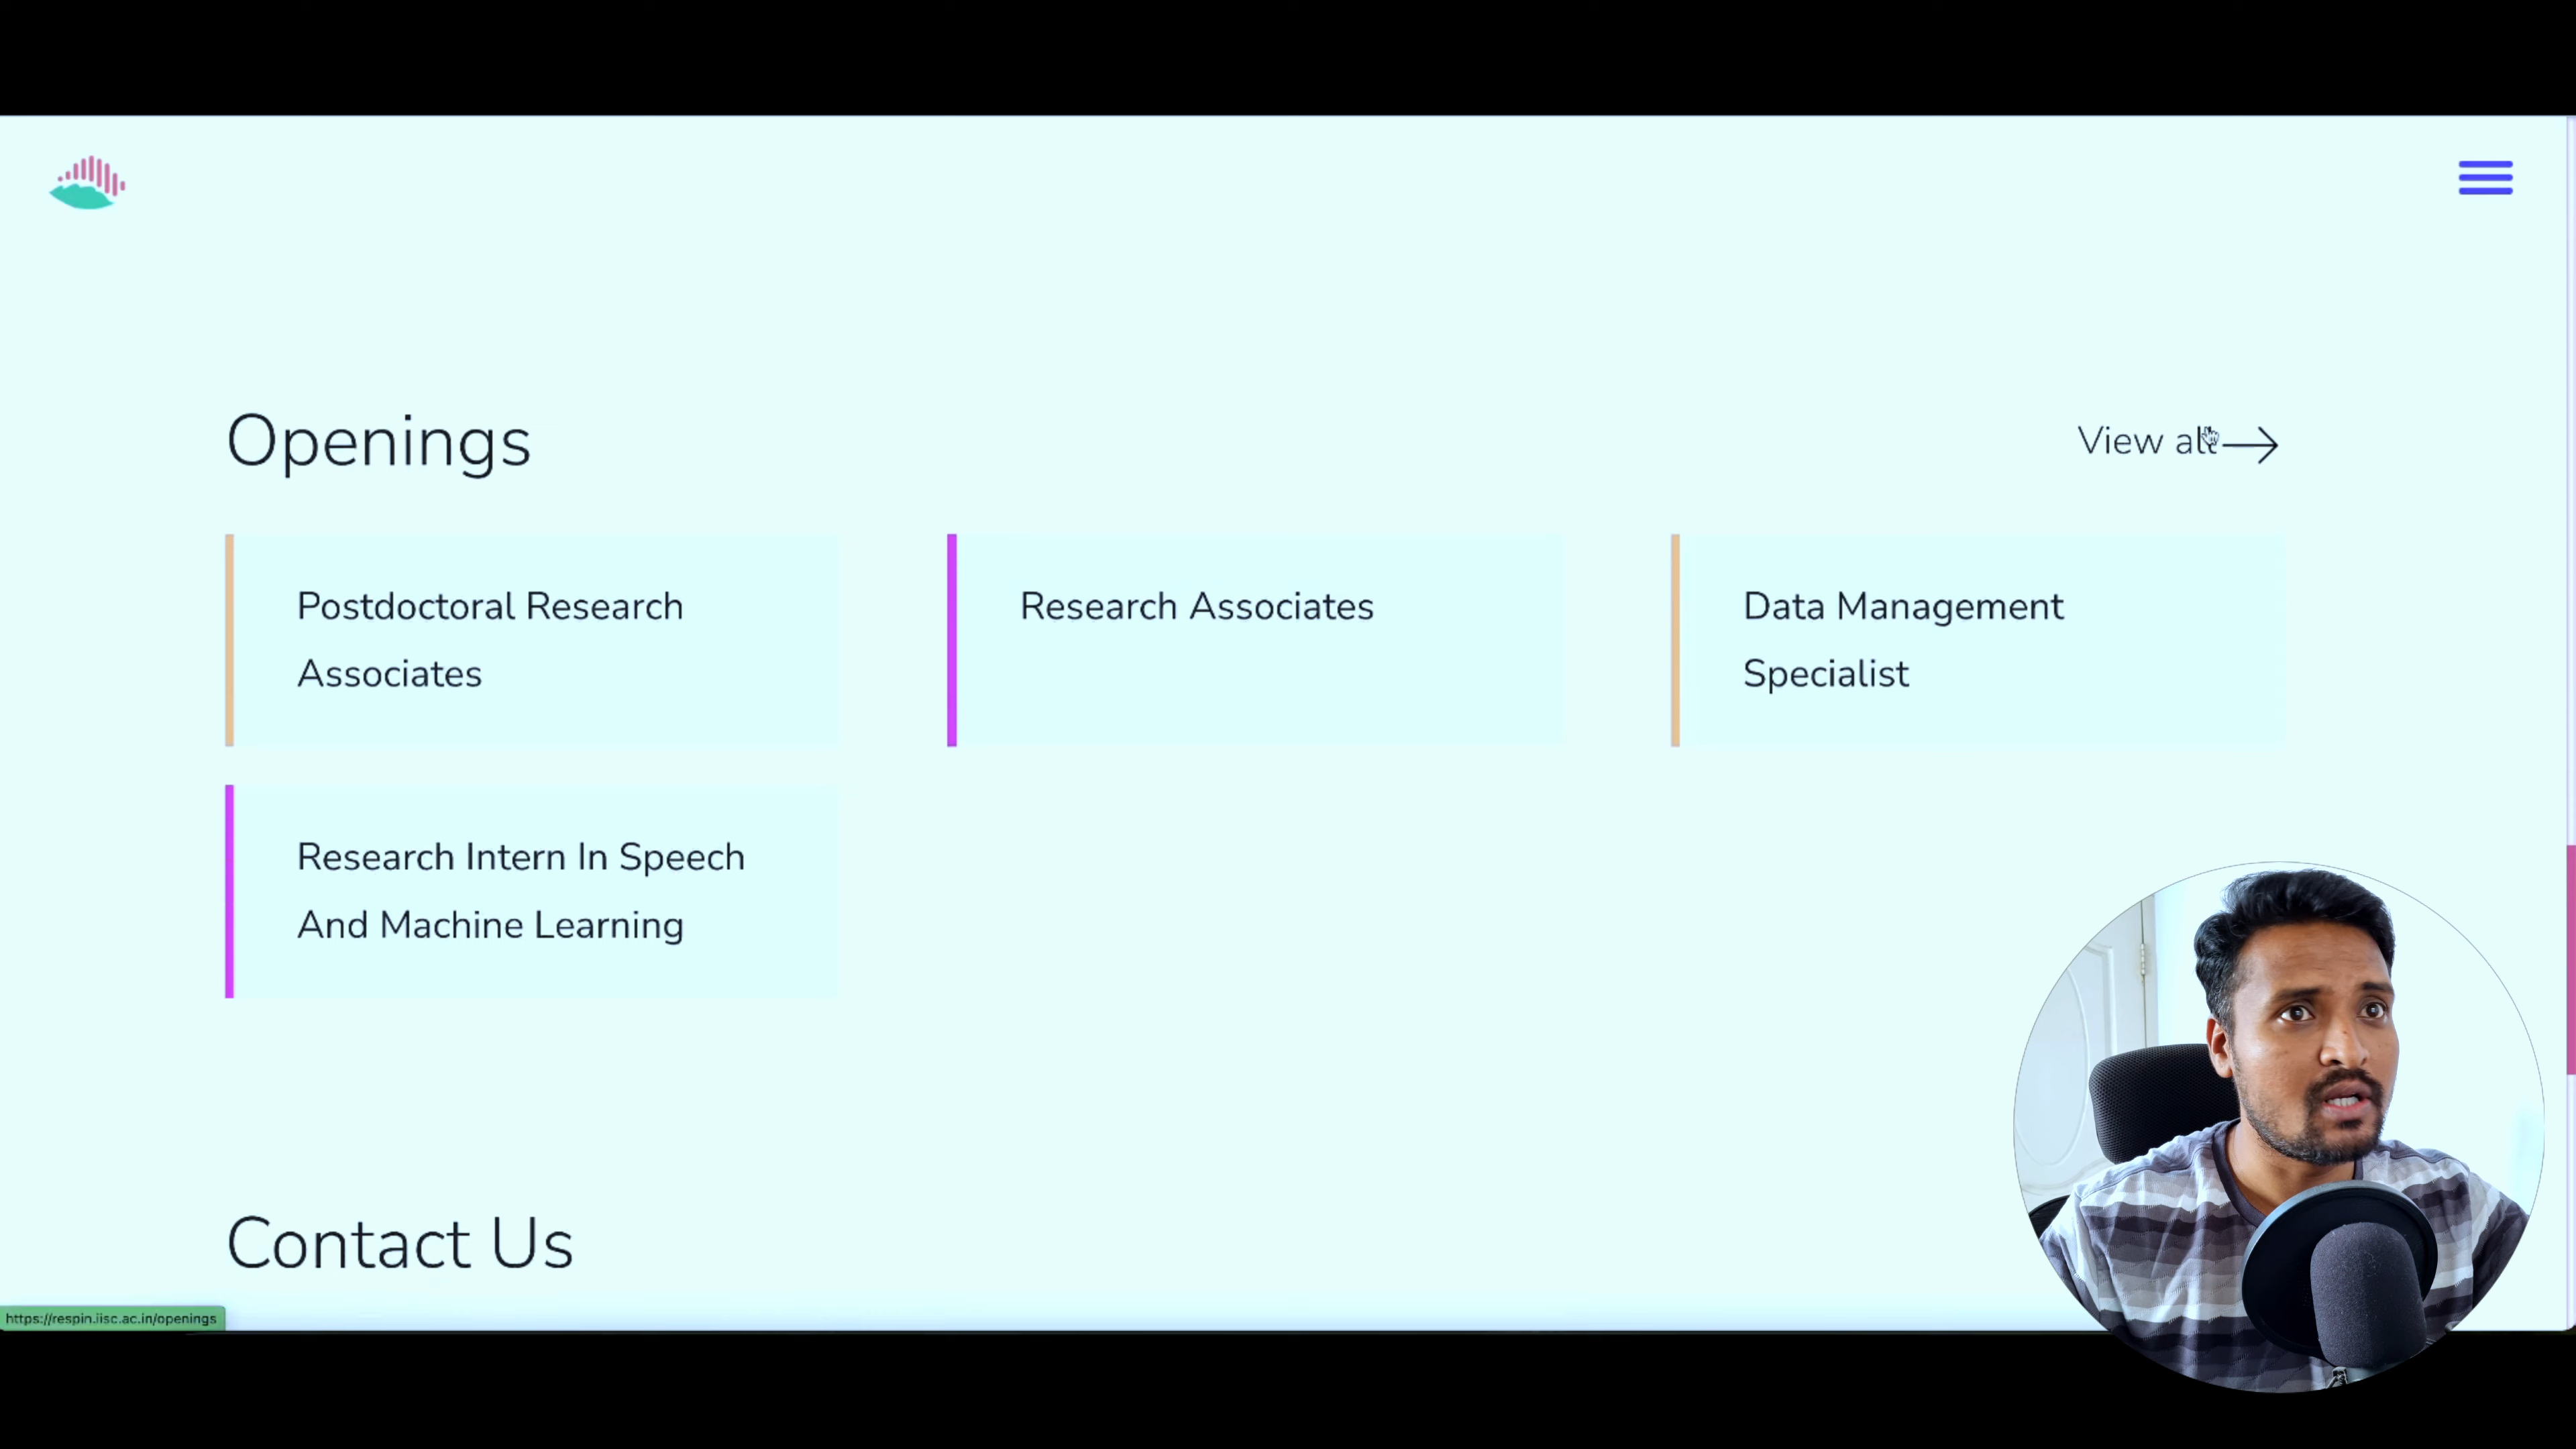 Openings
View all
Postdoctoral Research
Associates
Research Associates
Data Management
Specialist
Research Intern In Speech
And Machine Learning
Contact Us
https://respin.iisc.ac.in/openings